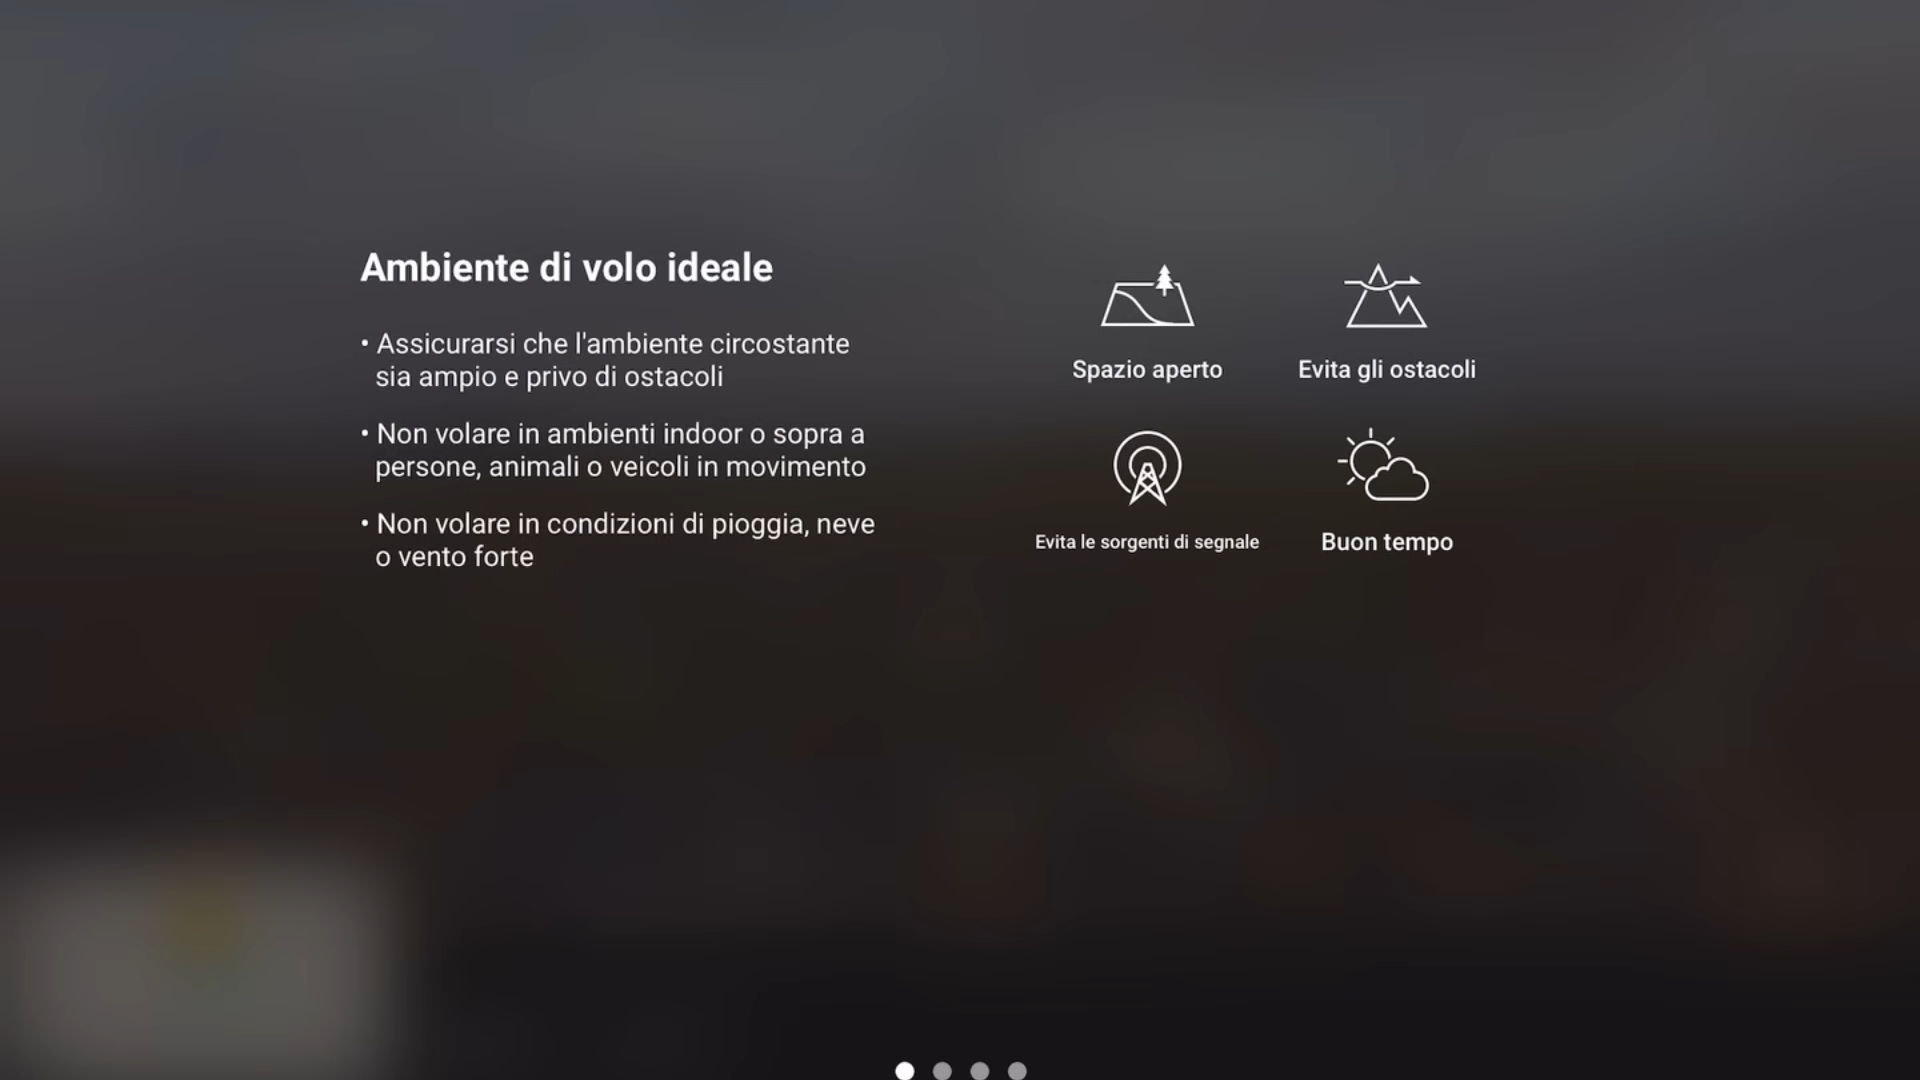 Ambiente di volo ideale
• Assicurarsi che l'ambiente circostante
sia ampio e privo di ostacoli
• Non volare in ambienti indoor o sopra a
persone, animali o veicoli in movimento
• Non volare in condizioni di pioggia, neve
o vento forte
Spazio aperto
Evita gli ostacoli
Evita le sorgenti di segnale
Buon tempo